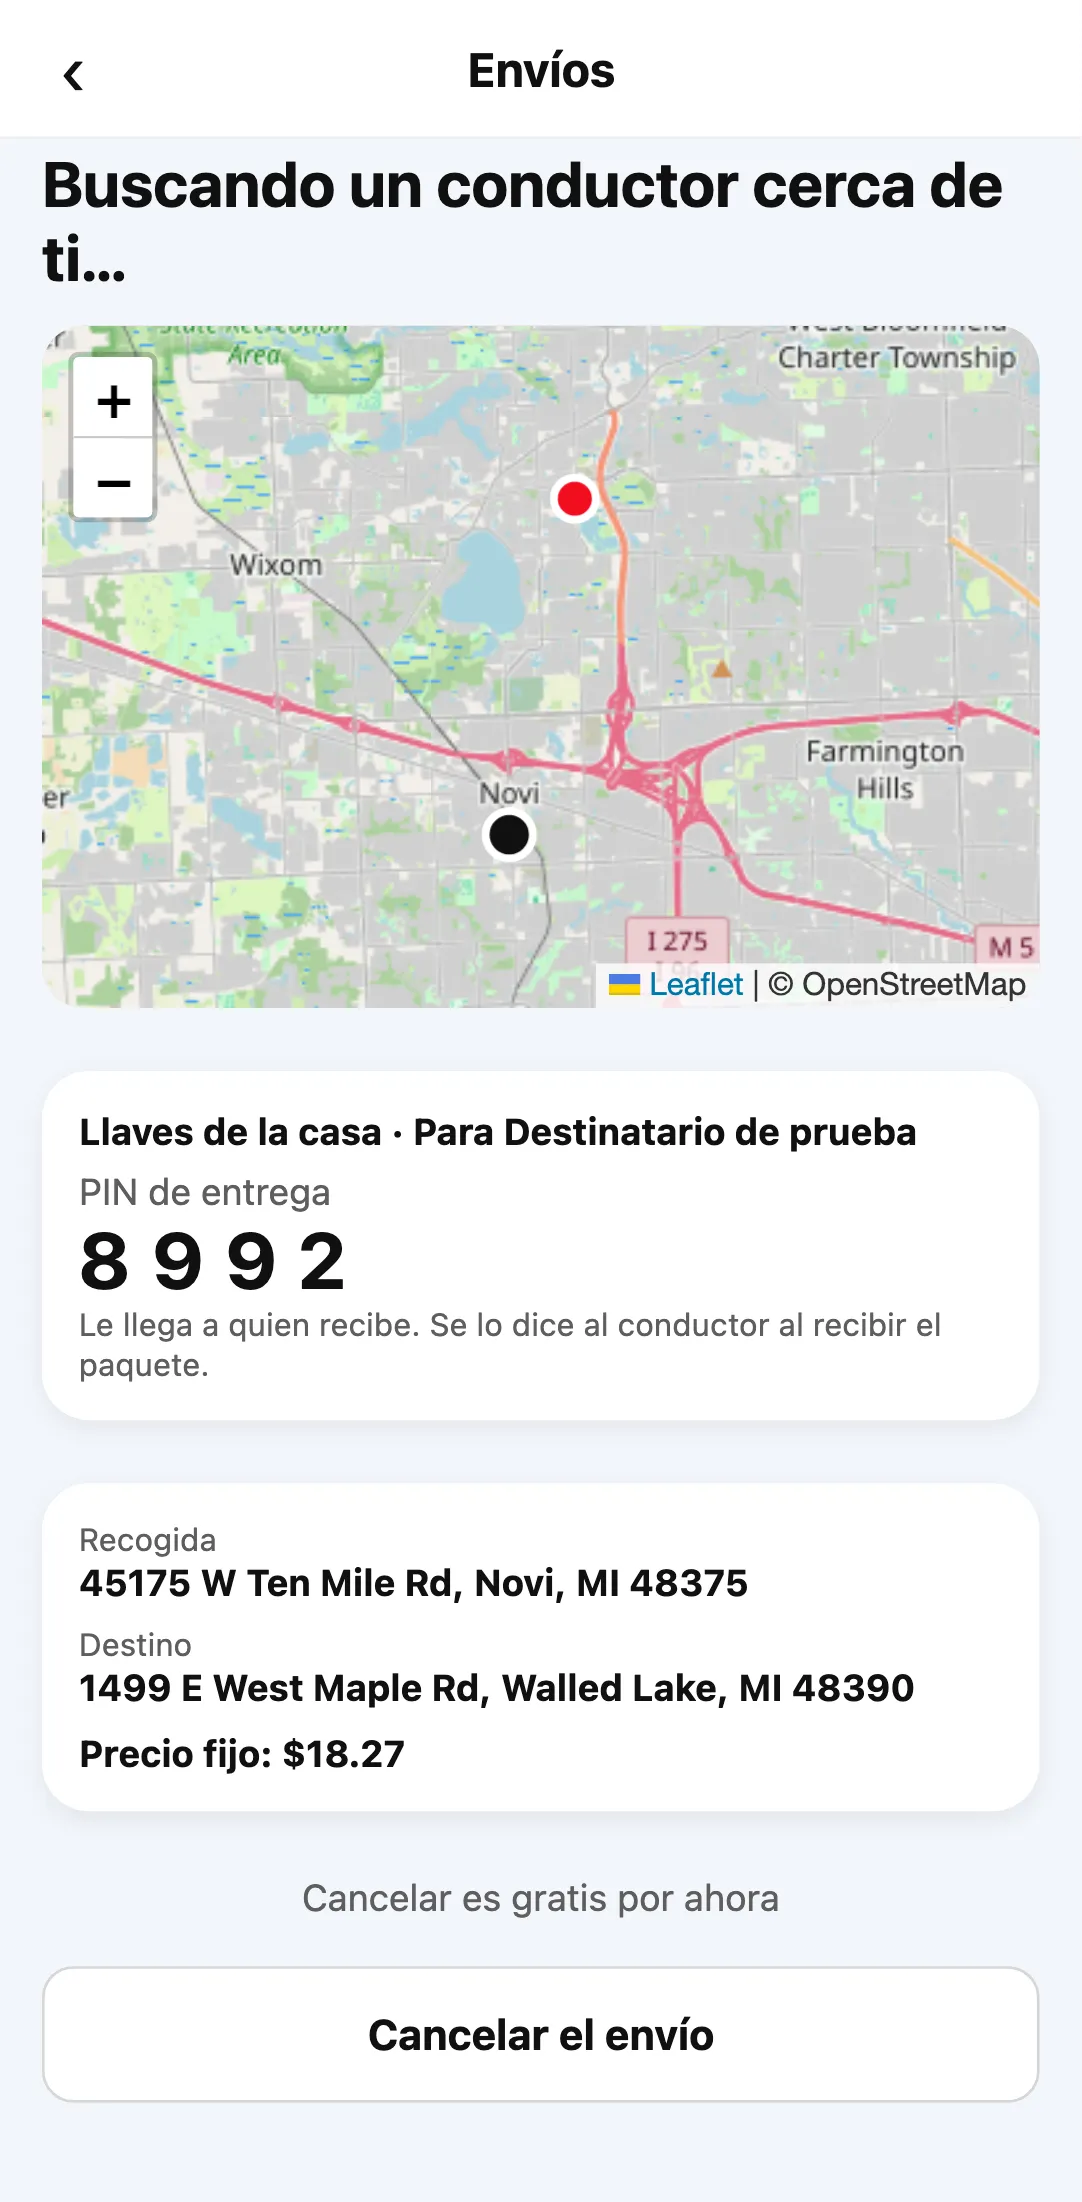 Envíos
Buscando un conductor cerca de
ti...
Area
Charter Township
+
−
Wixom
Farmington
Hills
er
Novi
I 275
M 5
Leaflet | © OpenStreetMap
Llaves de la casa · Para Destinatario de prueba
PIN de entrega
8 9 9 2
Le llega a quien recibe. Se lo dice al conductor al recibir el
paquete.
Recogida
45175 W Ten Mile Rd, Novi, MI 48375
Destino
1499 E West Maple Rd, Walled Lake, MI 48390
Precio fijo: $18.27
Cancelar es gratis por ahora
Cancelar el envío